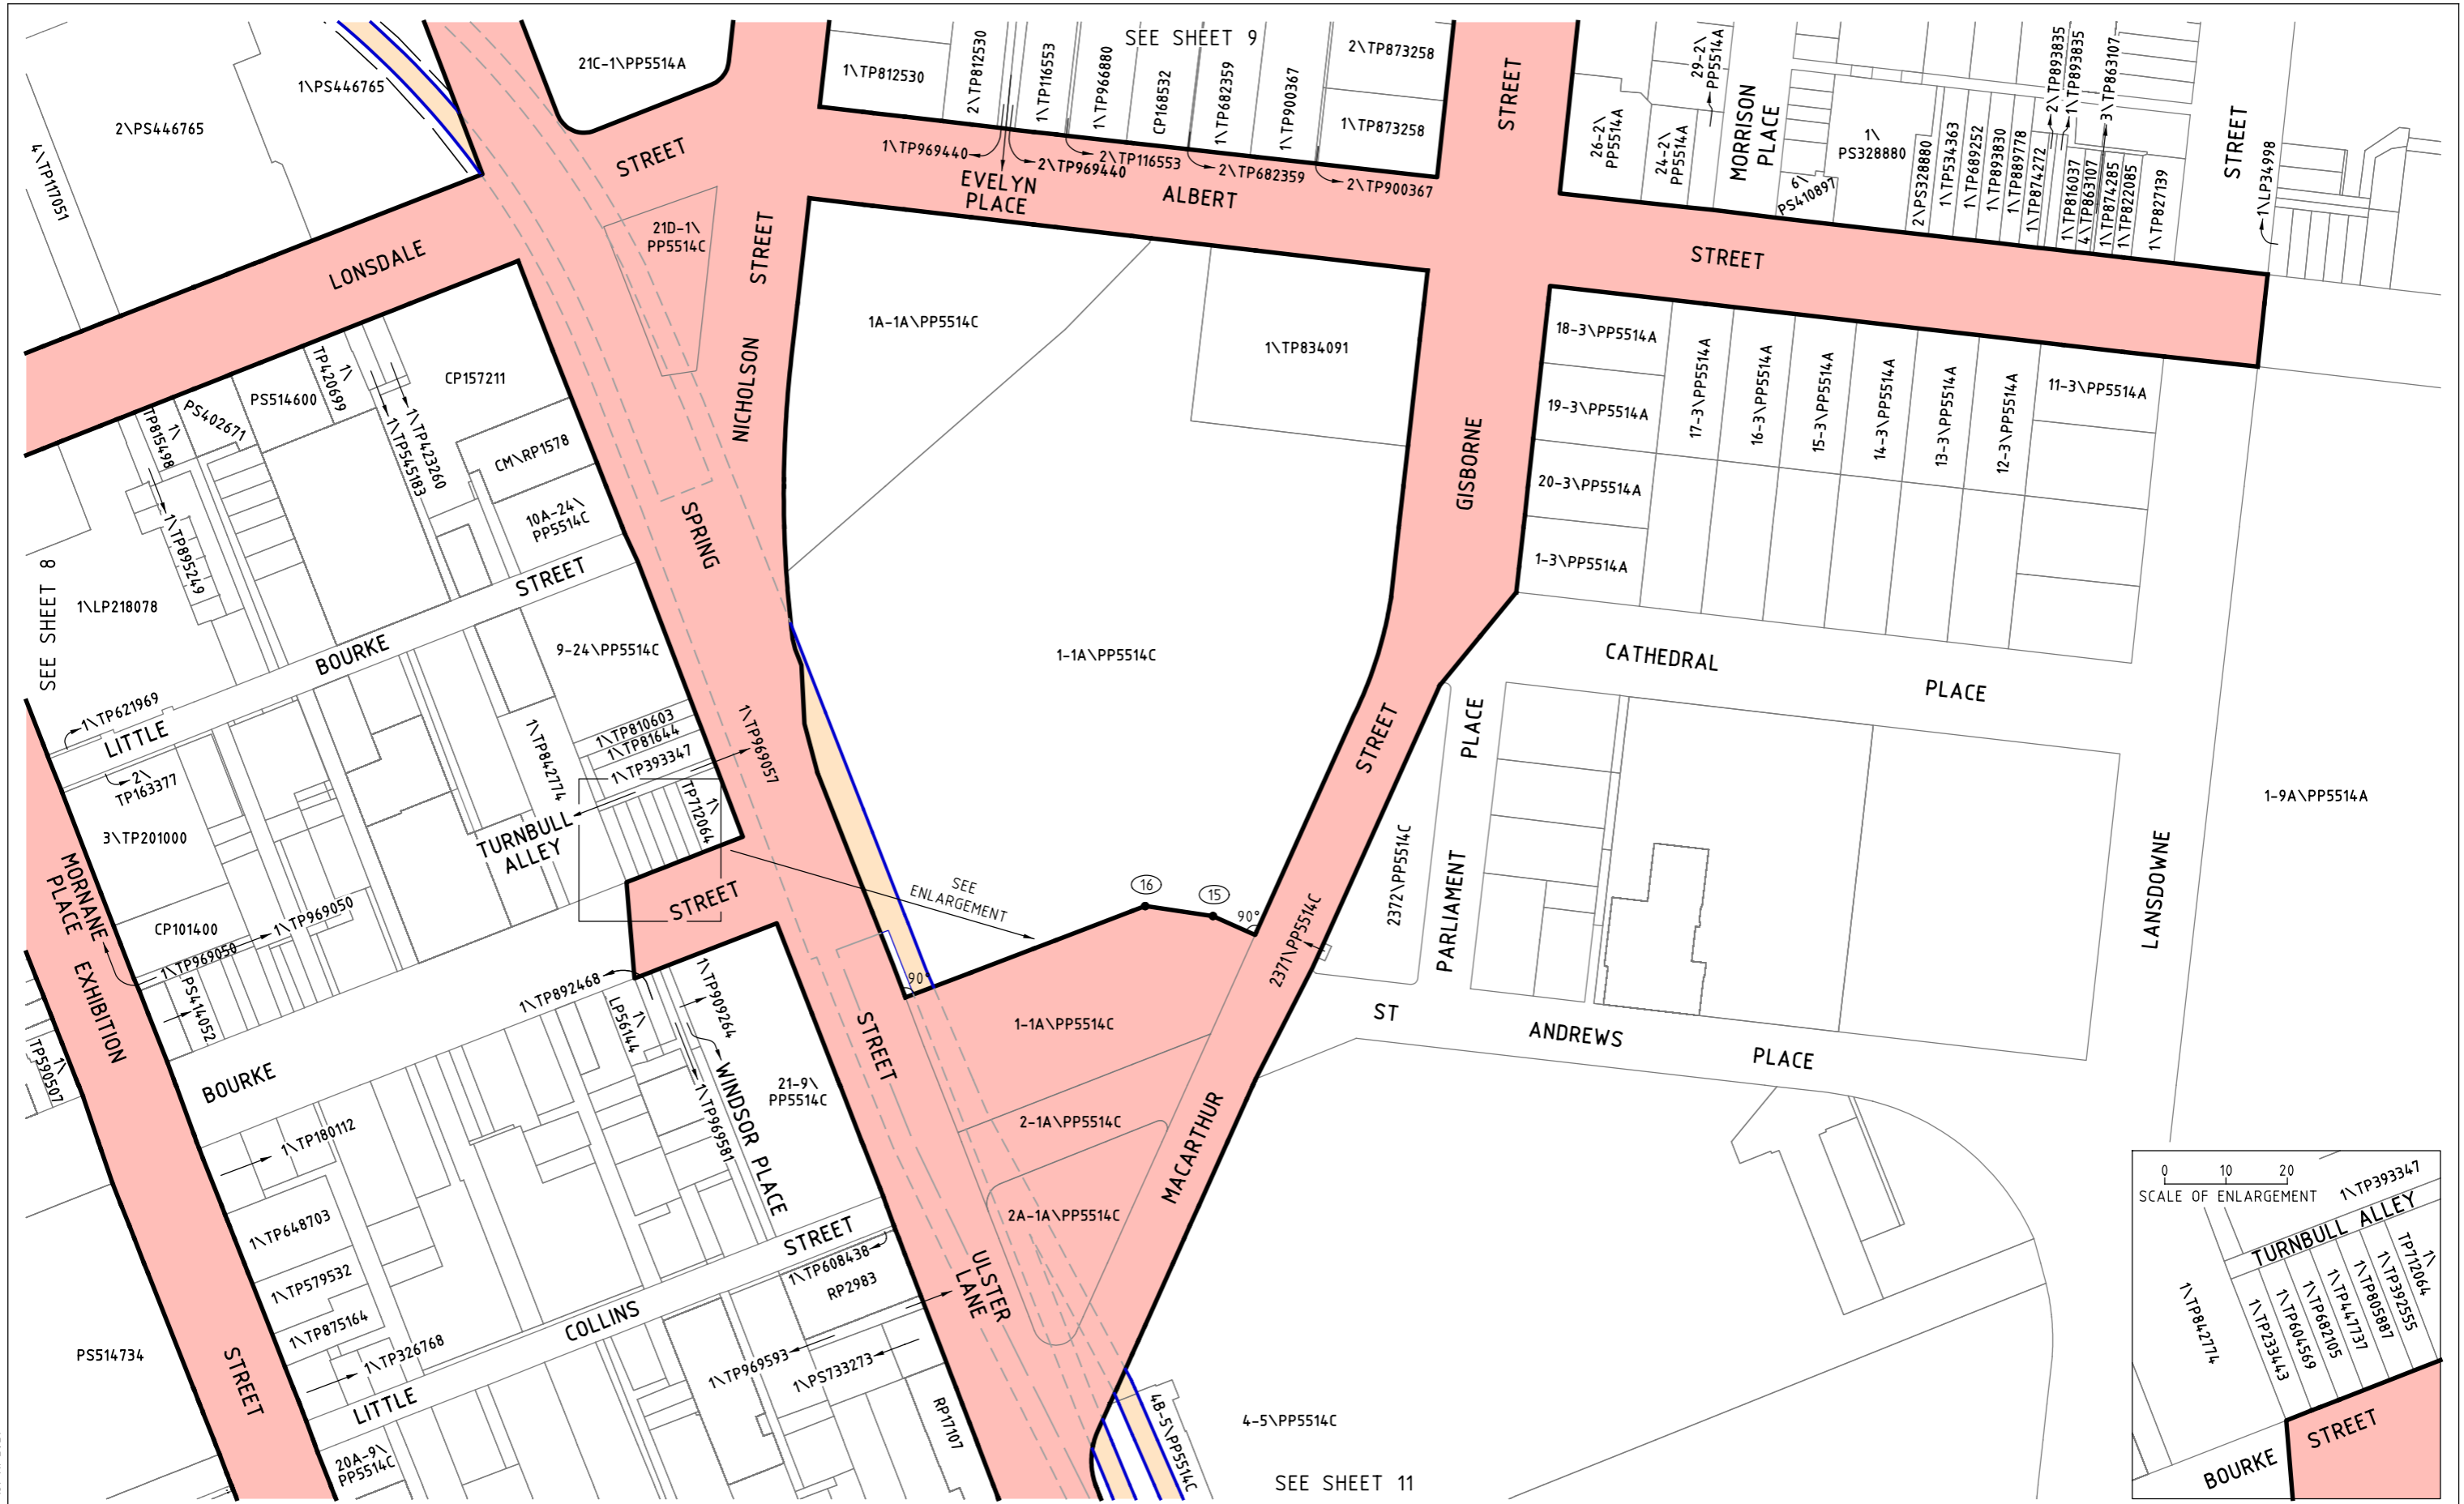 SEE SHEET 9
21C-1\PP5514A
1\PS446765
2\PS446765
4\TP117051
1\TP812530
2\TP812530
1\TP116553
1\TP966880
CP168532
1\TP682359
1\TP900367
2\TP873258
1\TP873258
1\TP969440
2\TP969440
2\TP116553
2\TP682359
2\TP900367
EVELYN
PLACE
ALBERT
STREET
STREET
STREET
26-2\
PP5514A
24-2\
PP5514A
29-2\
PP5514A
MORRISON
PLACE
1\
PS328880
6\
PS410897
2\PS328880
1\TP534363
1\TP689252
1\TP893830
1\TP889778
1\TP874272
2\TP893835
1\TP893835
3\TP863107
1\TP816037
4\TP863107
1\TP874285
1\TP822085
1\TP827139
STREET
1\LP34998
LONSDALE
21D-1\
PP5514C
NICHOLSON
STREET
1A-1A\PP5514C
1\TP834091
GISBORNE
18-3\PP5514A
19-3\PP5514A
20-3\PP5514A
1-3\PP5514A
17-3\PP5514A
16-3\PP5514A
15-3\PP5514A
14-3\PP5514A
13-3\PP5514A
12-3\PP5514A
11-3\PP5514A
1\
TP815498
PS402671
PS514600
1\
TP420699
1\TP423260
1\TP545183
CP157211
CM\RP1578
10A-24\
PP5514C
1\TP895249
SPRING
SEE SHEET 8
1\LP218078
STREET
BOURKE
LITTLE
9-24\PP5514C
1-1A\PP5514C
CATHEDRAL
PLACE
1\TP621969
2\
TP163377
3\TP201000
1\TP842774
1\TP810603
1\TP81644
1\TP393347
1\TP969057
1\
TP712064
TURNBULL
ALLEY
STREET
SEE
ENLARGEMENT
16
15
90°
90°
STREET
PLACE
PARLIAMENT
2372\PP5514C
2371\PP5514C
LANSDOWNE
1-9A\PP5514A
MORNANE
PLACE
CP101400
1\TP969050
1\TP969050
PS414052
EXHIBITION
1\
TP590507
BOURKE
1\TP892468
1\
LP56144
1\TP909264
WINDSOR PLACE
1\TP969581
21-9\
PP5514C
STREET
1-1A\PP5514C
2-1A\PP5514C
2A-1A\PP5514C
MACARTHUR
ST
ANDREWS
PLACE
1\TP180112
1\TP648703
1\TP579532
1\TP875164
1\TP326768
PS514734
STREET
LITTLE
COLLINS
STREET
20A-9\
PP5514C
1\TP608438
RP2983
1\TP969593
1\PS733273
RP17107
ULSTER
LANE
4B-5\PP5514C
4-5\PP5514C
SEE SHEET 11
0 10 20
SCALE OF ENLARGEMENT
1\TP393347
TURNBULL ALLEY
1\TP842774
1\TP233443
1\TP604569
1\TP682105
1\TP447737
1\TP805887
1\TP392555
1\
TP712064
BOURKE
STREET